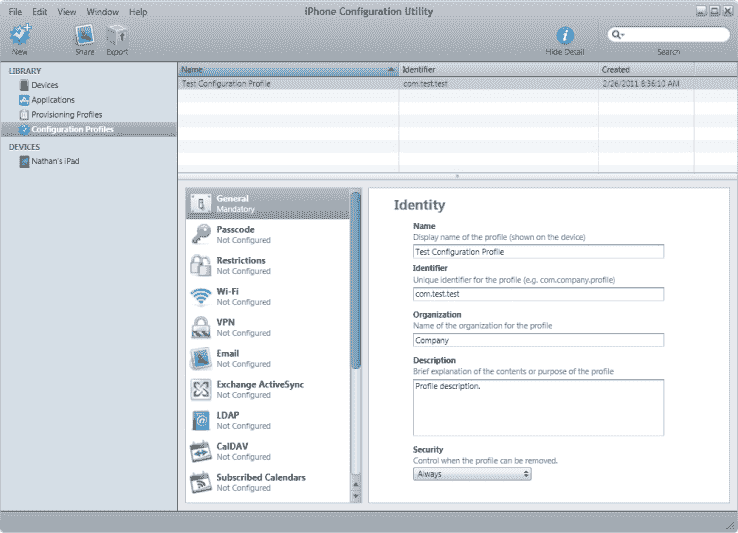 iPhone Configuration Utility
File Edit View Window Help
New Share Export Hide Detail Search
Name Identifier Created
Test Configuration Profile com.test.test 2/26/2011 8:36:10 AM
LIBRARY
Devices
Applications
Provisioning Profiles
Configuration Profiles
DEVICES
Nathan's iPad
General
Mandatory
Passcode
Not Configured
Restrictions
Not Configured
Wi-Fi
Not Configured
VPN
Not Configured
Email
Not Configured
Exchange ActiveSync
Not Configured
LDAP
Not Configured
CalDAV
Not Configured
Subscribed Calendars
Not Configured
Identity
Name
Display name of the profile (shown on the device)
Test Configuration Profile
Identifier
Unique identifier for the profile (e.g. com.company.profile)
com.test.test
Organization
Name of the organization for the profile
Company
Description
Brief explanation of the contents or purpose of the profile
Profile description.
Security
Control when the profile can be removed.
Always